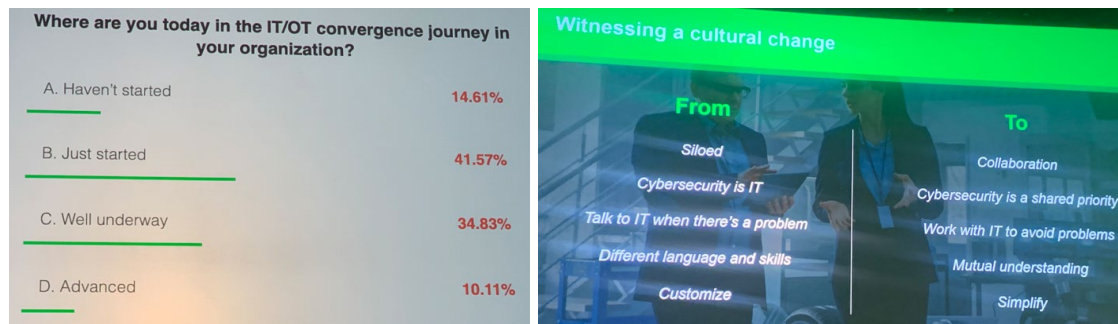 Where are you today in the IT/OT convergence journey in
your organization?
A. Haven't started
14.61%
B. Just started
41.57%
C. Well underway
34.83%
D. Advanced
10.11%
Witnessing a cultural change
From
To
Siloed
Collaboration
Cybersecurity is IT
Cybersecurity is a shared priority
Talk to IT when there's a problem
Work with IT to avoid problems
Different language and skills
Mutual understanding
Customize
Simplify